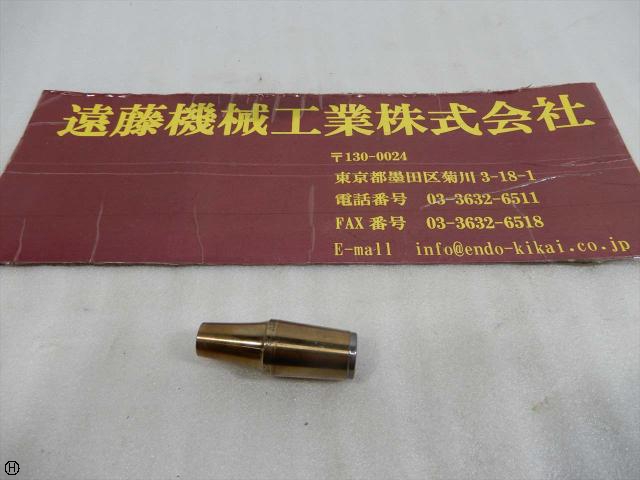 遠藤機械工業株式会社
〒130-0024
東京都墨田区菊川 3-18-1
電話番号 03-3632-6511
FAX 番号 03-3632-6518
E-mall info@endo-kikai.co.jp
H